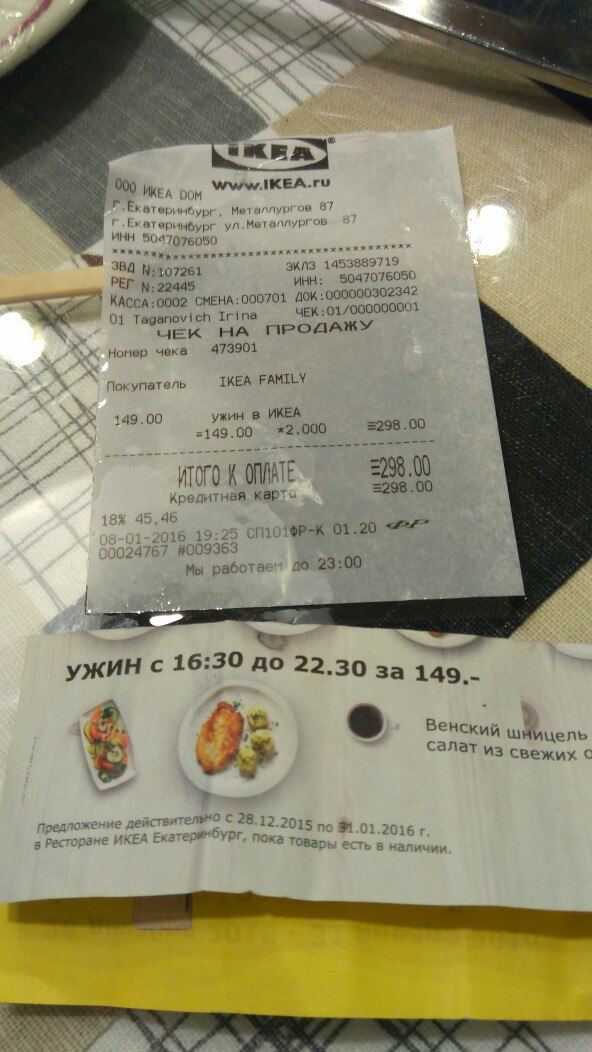 IKEA®
www.IKEA.ru
ООО ИКЕА ДОМ
г.Екатеринбург, Металлургов 87
г.Екатеринбург ул.Металлургов 87
ИНН 5047076050
****************************************
ЗВД N:107261 ЭКЛЗ 1453889719
РЕГ N:22445 ИНН: 5047076050
КАССА:0002 СМЕНА:000701 ДОК:000000302342
01 Taganovich Irina ЧЕК:01/000000001
ЧЕК НА ПРОДАЖУ
Номер чека 473901
Покупатель IKEA FAMILY
149.00 ужин в ИКЕА
=149.00 *2.000 ≡298.00
ИТОГО К ОПЛАТЕ ≡298.00
Кредитная карта ≡298.00
18% 45,46
08-01-2016 19:25 СП101ФР-К 01.20 ФР
00024767 #009363
Мы работаем до 23:00
УЖИН с 16:30 до 22.30 за 149.-
Венский шницель
салат из свежих о
Предложение действительно с 28.12.2015 по 31.01.2016 г.
в Ресторане ИКЕА Екатеринбург, пока товары есть в наличии.